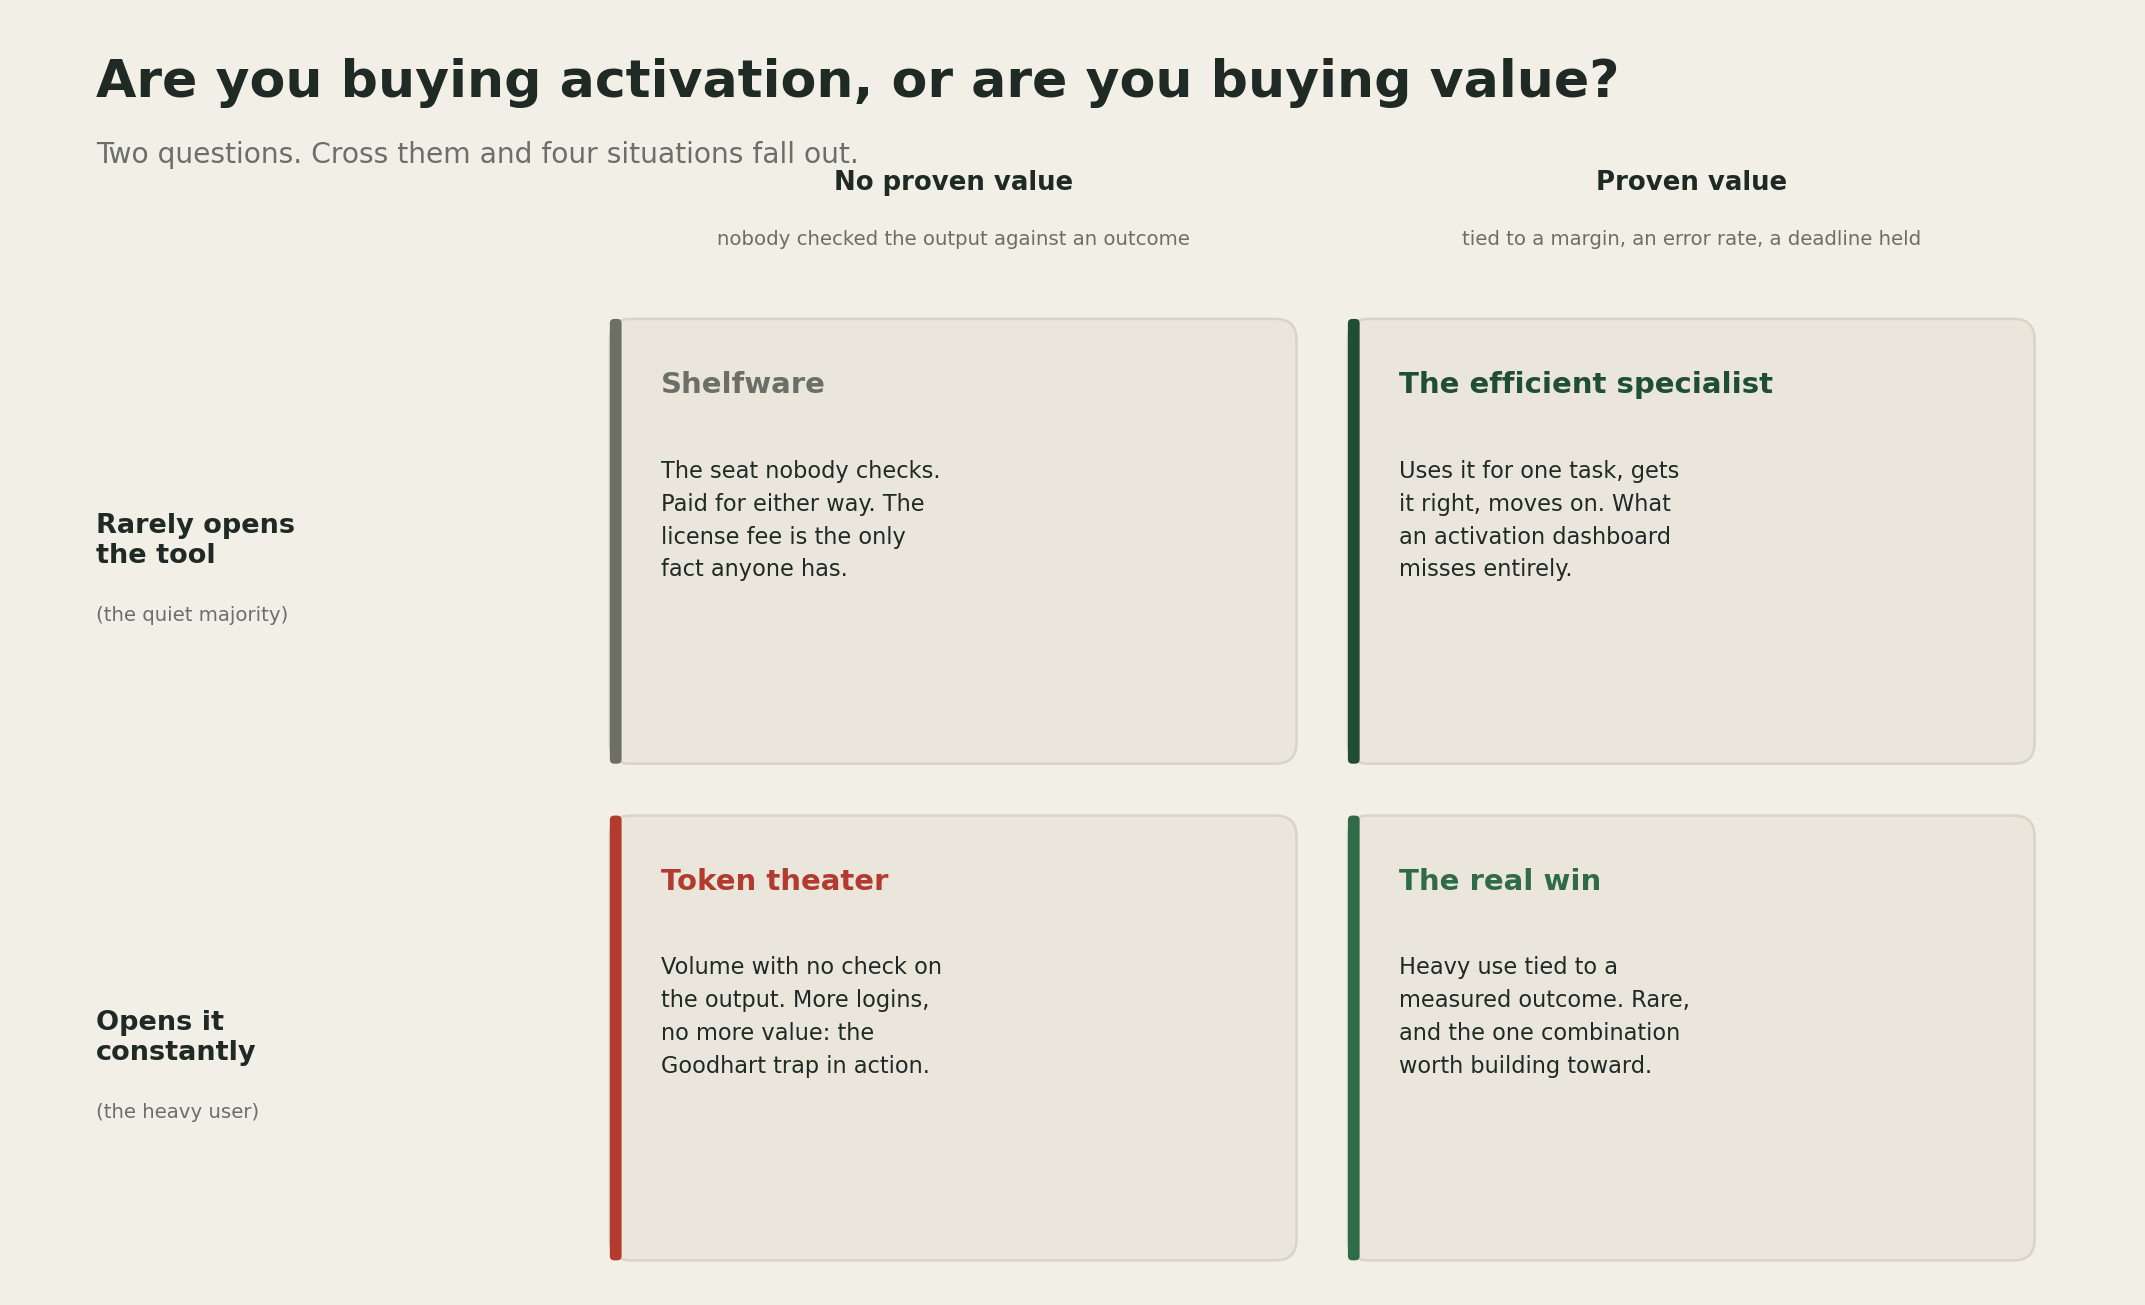 Are you buying activation, or are you buying value?
Two questions. Cross them and four situations fall out.
No proven value
nobody checked the output against an outcome
Proven value
tied to a margin, an error rate, a deadline held
Rarely opens
the tool
(the quiet majority)
Shelfware
The seat nobody checks.
Paid for either way. The
license fee is the only
fact anyone has.
The efficient specialist
Uses it for one task, gets
it right, moves on. What
an activation dashboard
misses entirely.
Opens it
constantly
(the heavy user)
Token theater
Volume with no check on
the output. More logins,
no more value: the
Goodhart trap in action.
The real win
Heavy use tied to a
measured outcome. Rare,
and the one combination
worth building toward.